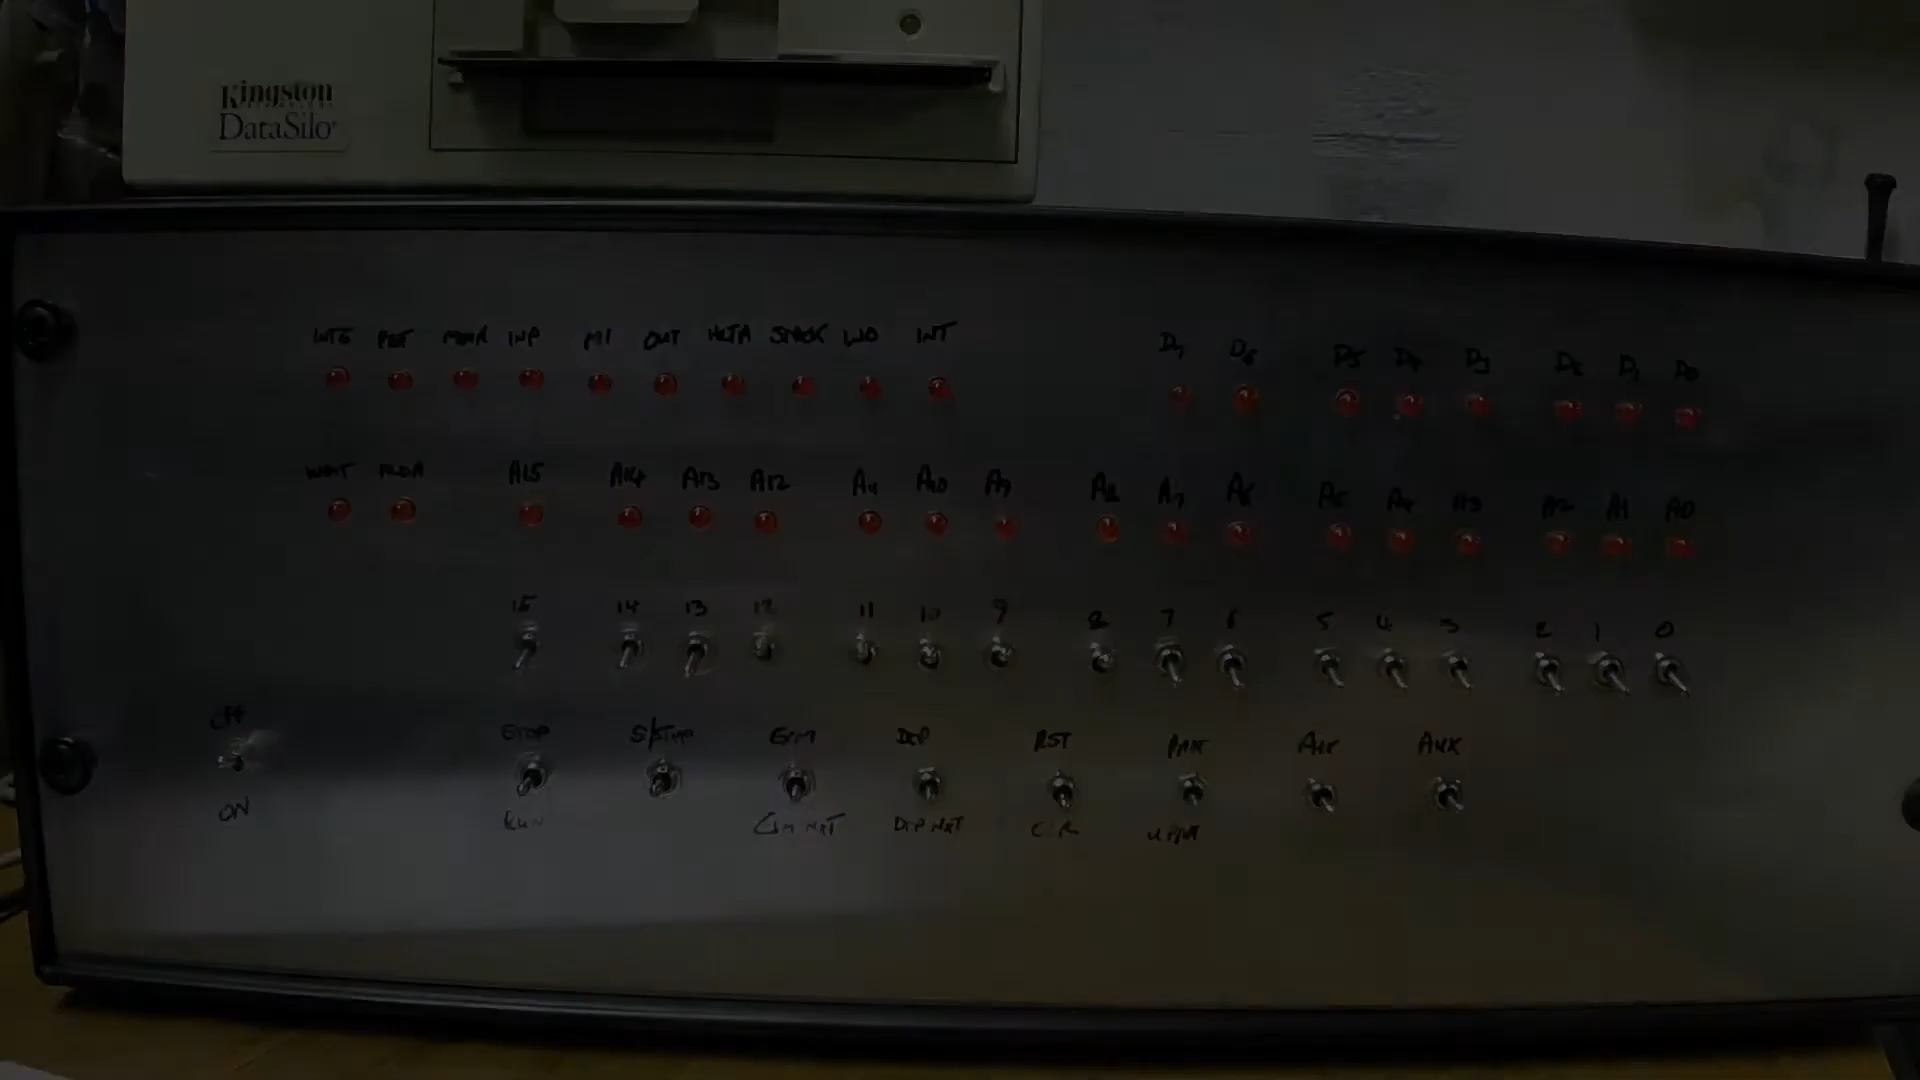 Kingston
DataSilo
INTE PROT MEMR INP M1 OUT HLTA STACK WO INT
D7 D6 D5 D4 D3 D2 D1 D0
WAIT HLDA A15 A14 A13 A12 A11 A10 A9 A8 A7 A6 A5 A4 A3 A2 A1 A0
15 14 13 12 11 10 9 8 7 6 5 4 3 2 1 0
OFF STOP S/STEP EXM DEP RST AUX
ON RUN EXM NXT DEP NXT CLR